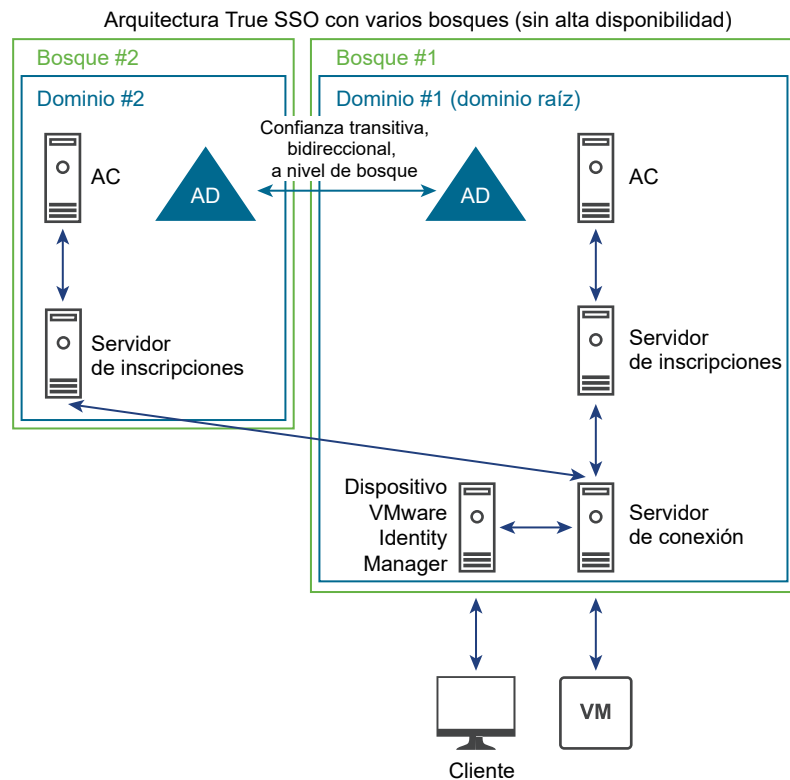 Arquitectura True SSO con varios bosques (sin alta disponibilidad)
Bosque #2
Bosque #1
Dominio #2
Dominio #1 (dominio raíz)
Confianza transitiva,
bidireccional,
a nivel de bosque
AC
AD
AD
AC
Servidor
de inscripciones
Servidor
de inscripciones
Dispositivo
VMware
Identity
Manager
Servidor
de conexión
VM
Cliente